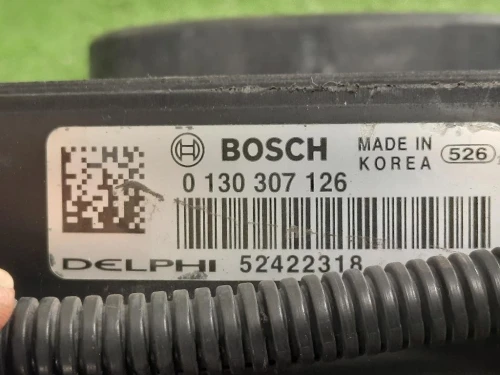 BOSCH
0 130 307 126
MADE IN
KOREA 526
DELPHI 52422318